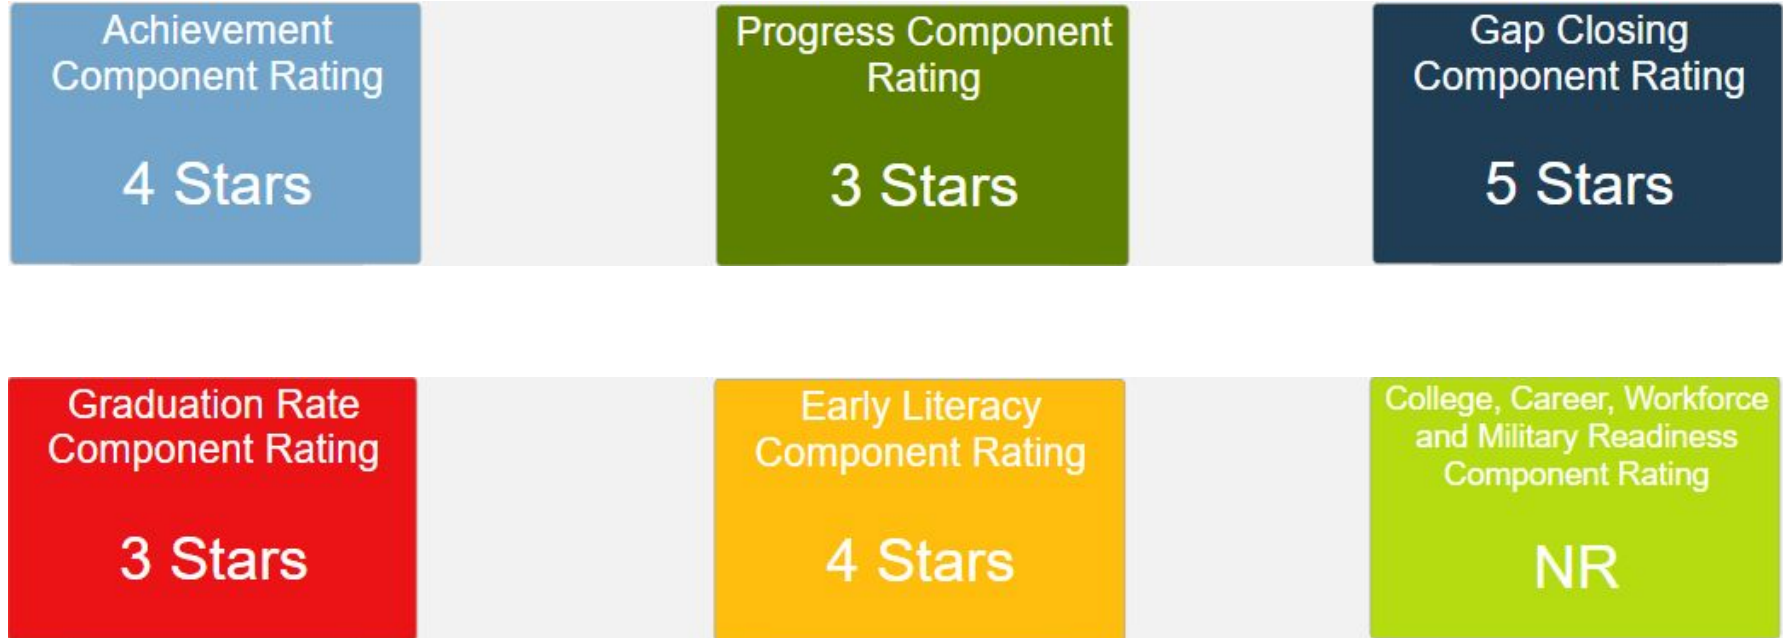 Achievement
Component Rating
4 Stars
Progress Component
Rating
3 Stars
Gap Closing
Component Rating
5 Stars
Graduation Rate
Component Rating
3 Stars
Early Literacy
Component Rating
4 Stars
College, Career, Workforce
and Military Readiness
Component Rating
NR